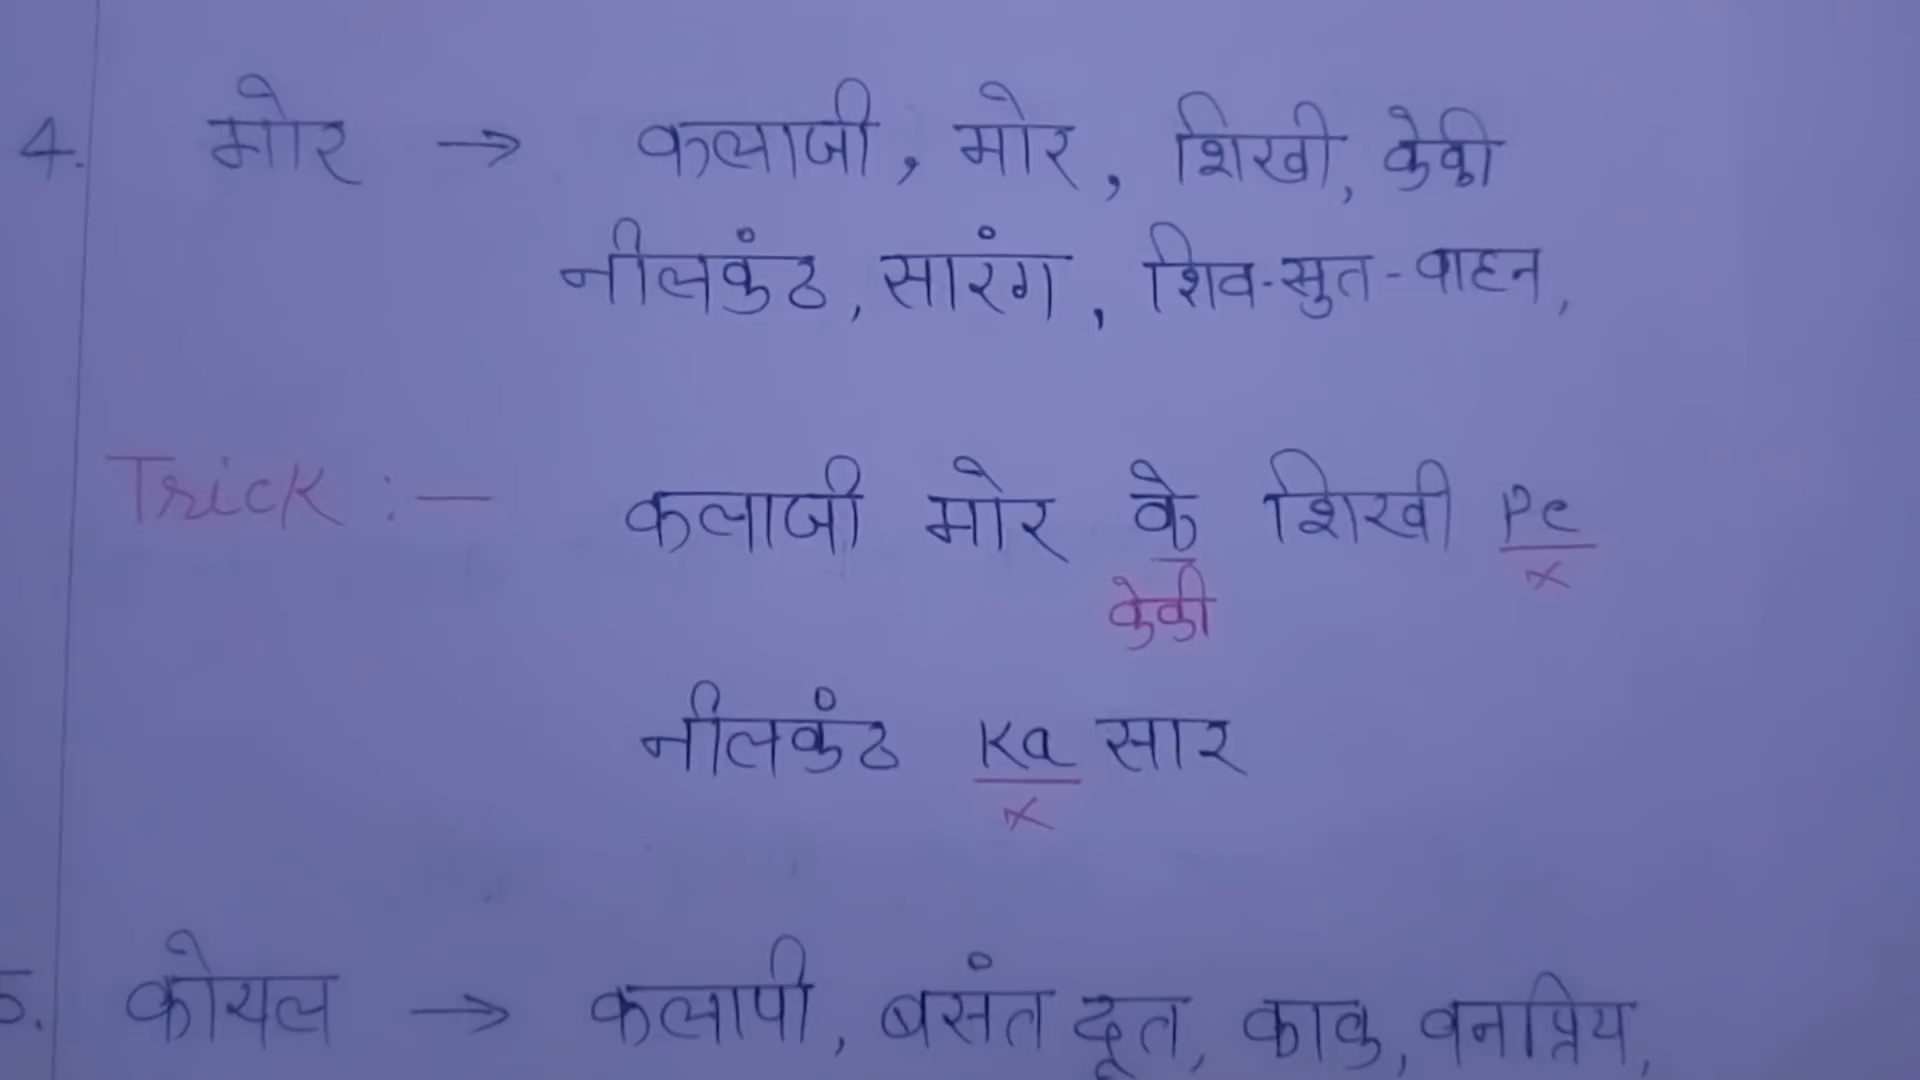 4. मोर → कलाजी, मोर, शिखी, केकी
नीलकंठ, सारंग, शिव-सुत-वाहन,
Trick :- कलाजी मोर के शिखी Pe
x
केकी
नीलकंठ Ka सार
x
5. कोयल → कलापी, बसंत दूत, काक, वनप्रिय,